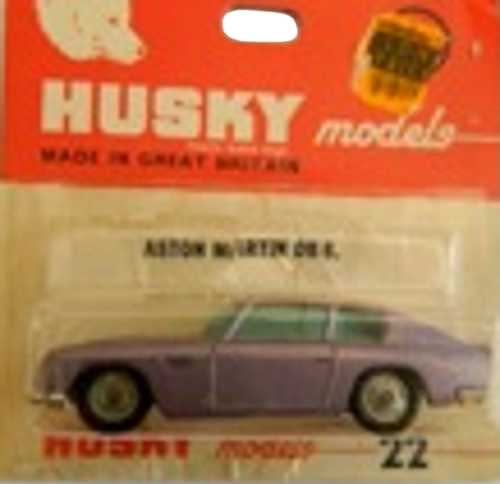 HUSKY models
MADE IN GREAT BRITAIN
ASTON MARTIN DB 6.
HUSKY models 22